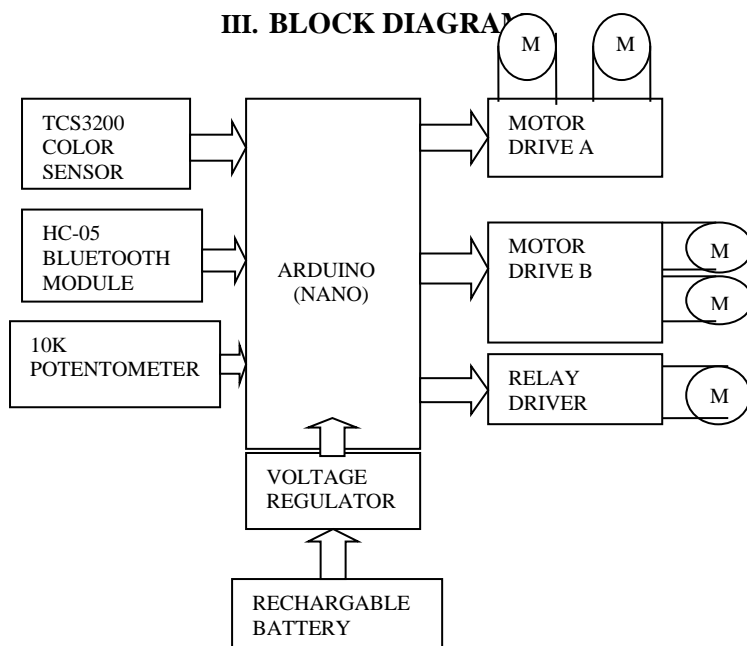 III. BLOCK DIAGRAM
M
M
TCS3200
COLOR
SENSOR
MOTOR
DRIVE A
HC-05
BLUETOOTH
MODULE
ARDUINO
(NANO)
MOTOR
DRIVE B
M
M
10K
POTENTOMETER
RELAY
DRIVER
M
VOLTAGE
REGULATOR
RECHARGABLE
BATTERY